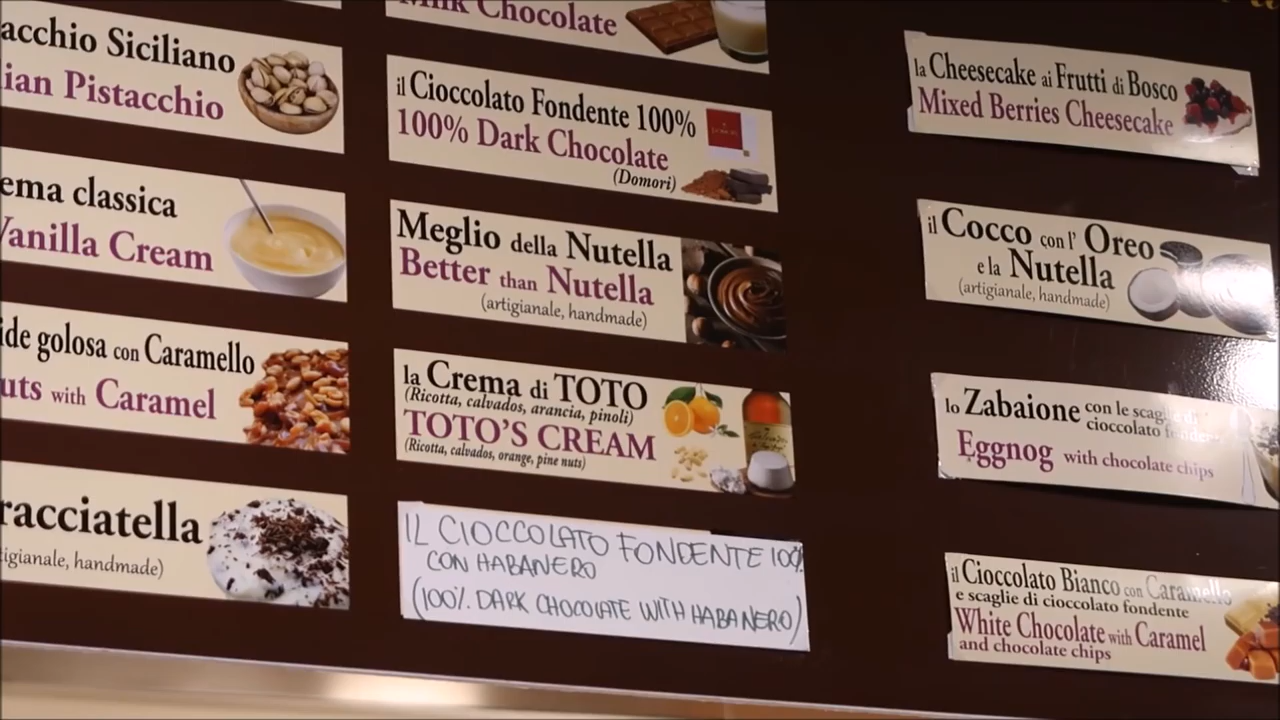 acchio Siciliano
ian Pistacchio
ema classica
Vanilla Cream
ide golosa con Caramello
uts with Caramel
racciatella
tigianale, handmade)
Milk Chocolate
il Cioccolato Fondente 100%
100% Dark Chocolate
(Domori)
Meglio della Nutella
Better than Nutella
(artigianale, handmade)
la Crema di TOTO
(Ricotta, calvados, arancia, pinoli)
TOTO'S CREAM
(Ricotta, calvados, orange, pine nuts)
IL CIOCCOLATO FONDENTE 100%
CON HABANERO
(100% DARK CHOCOLATE WITH HABANERO)
la Cheesecake ai Frutti di Bosco
Mixed Berries Cheesecake
il Cocco con l' Oreo
e la Nutella
(artigianale, handmade)
lo Zabaione con le scaglie di
cioccolato fondente
Eggnog with chocolate chips
il Cioccolato Bianco con Caramello
e scaglie di cioccolato fondente
White Chocolate with Caramel
and chocolate chips